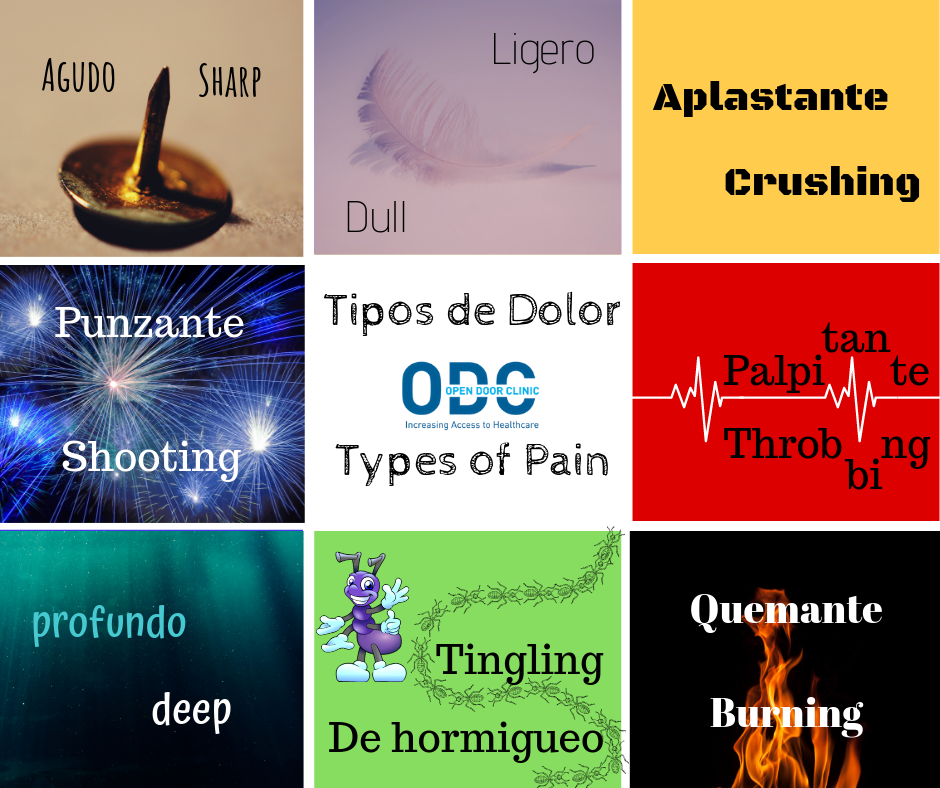 Agudo Sharp
Ligero
Dull
Aplastante
Crushing
Punzante
Shooting
Tipos de Dolor
ODC
OPEN DOOR CLINIC
Increasing Access to Healthcare
Types of Pain
Palpitante
Throbbing
profundo
deep
Tingling
De hormigueo
Quemante
Burning